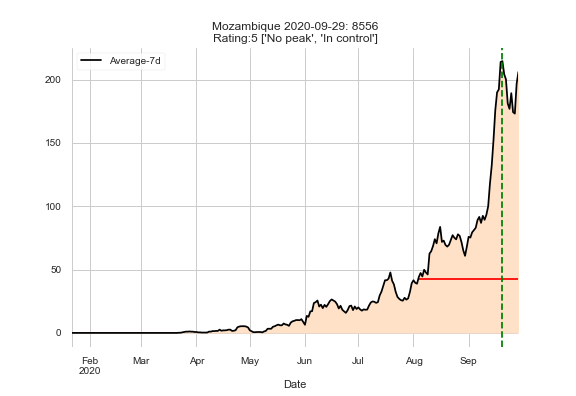 Mozambique 2020-09-29: 8556
Rating:5 ['No peak', 'In control']
Average-7d
200
150
100
50
0
Feb Mar Apr May Jun Jul Aug Sep
2020
Date